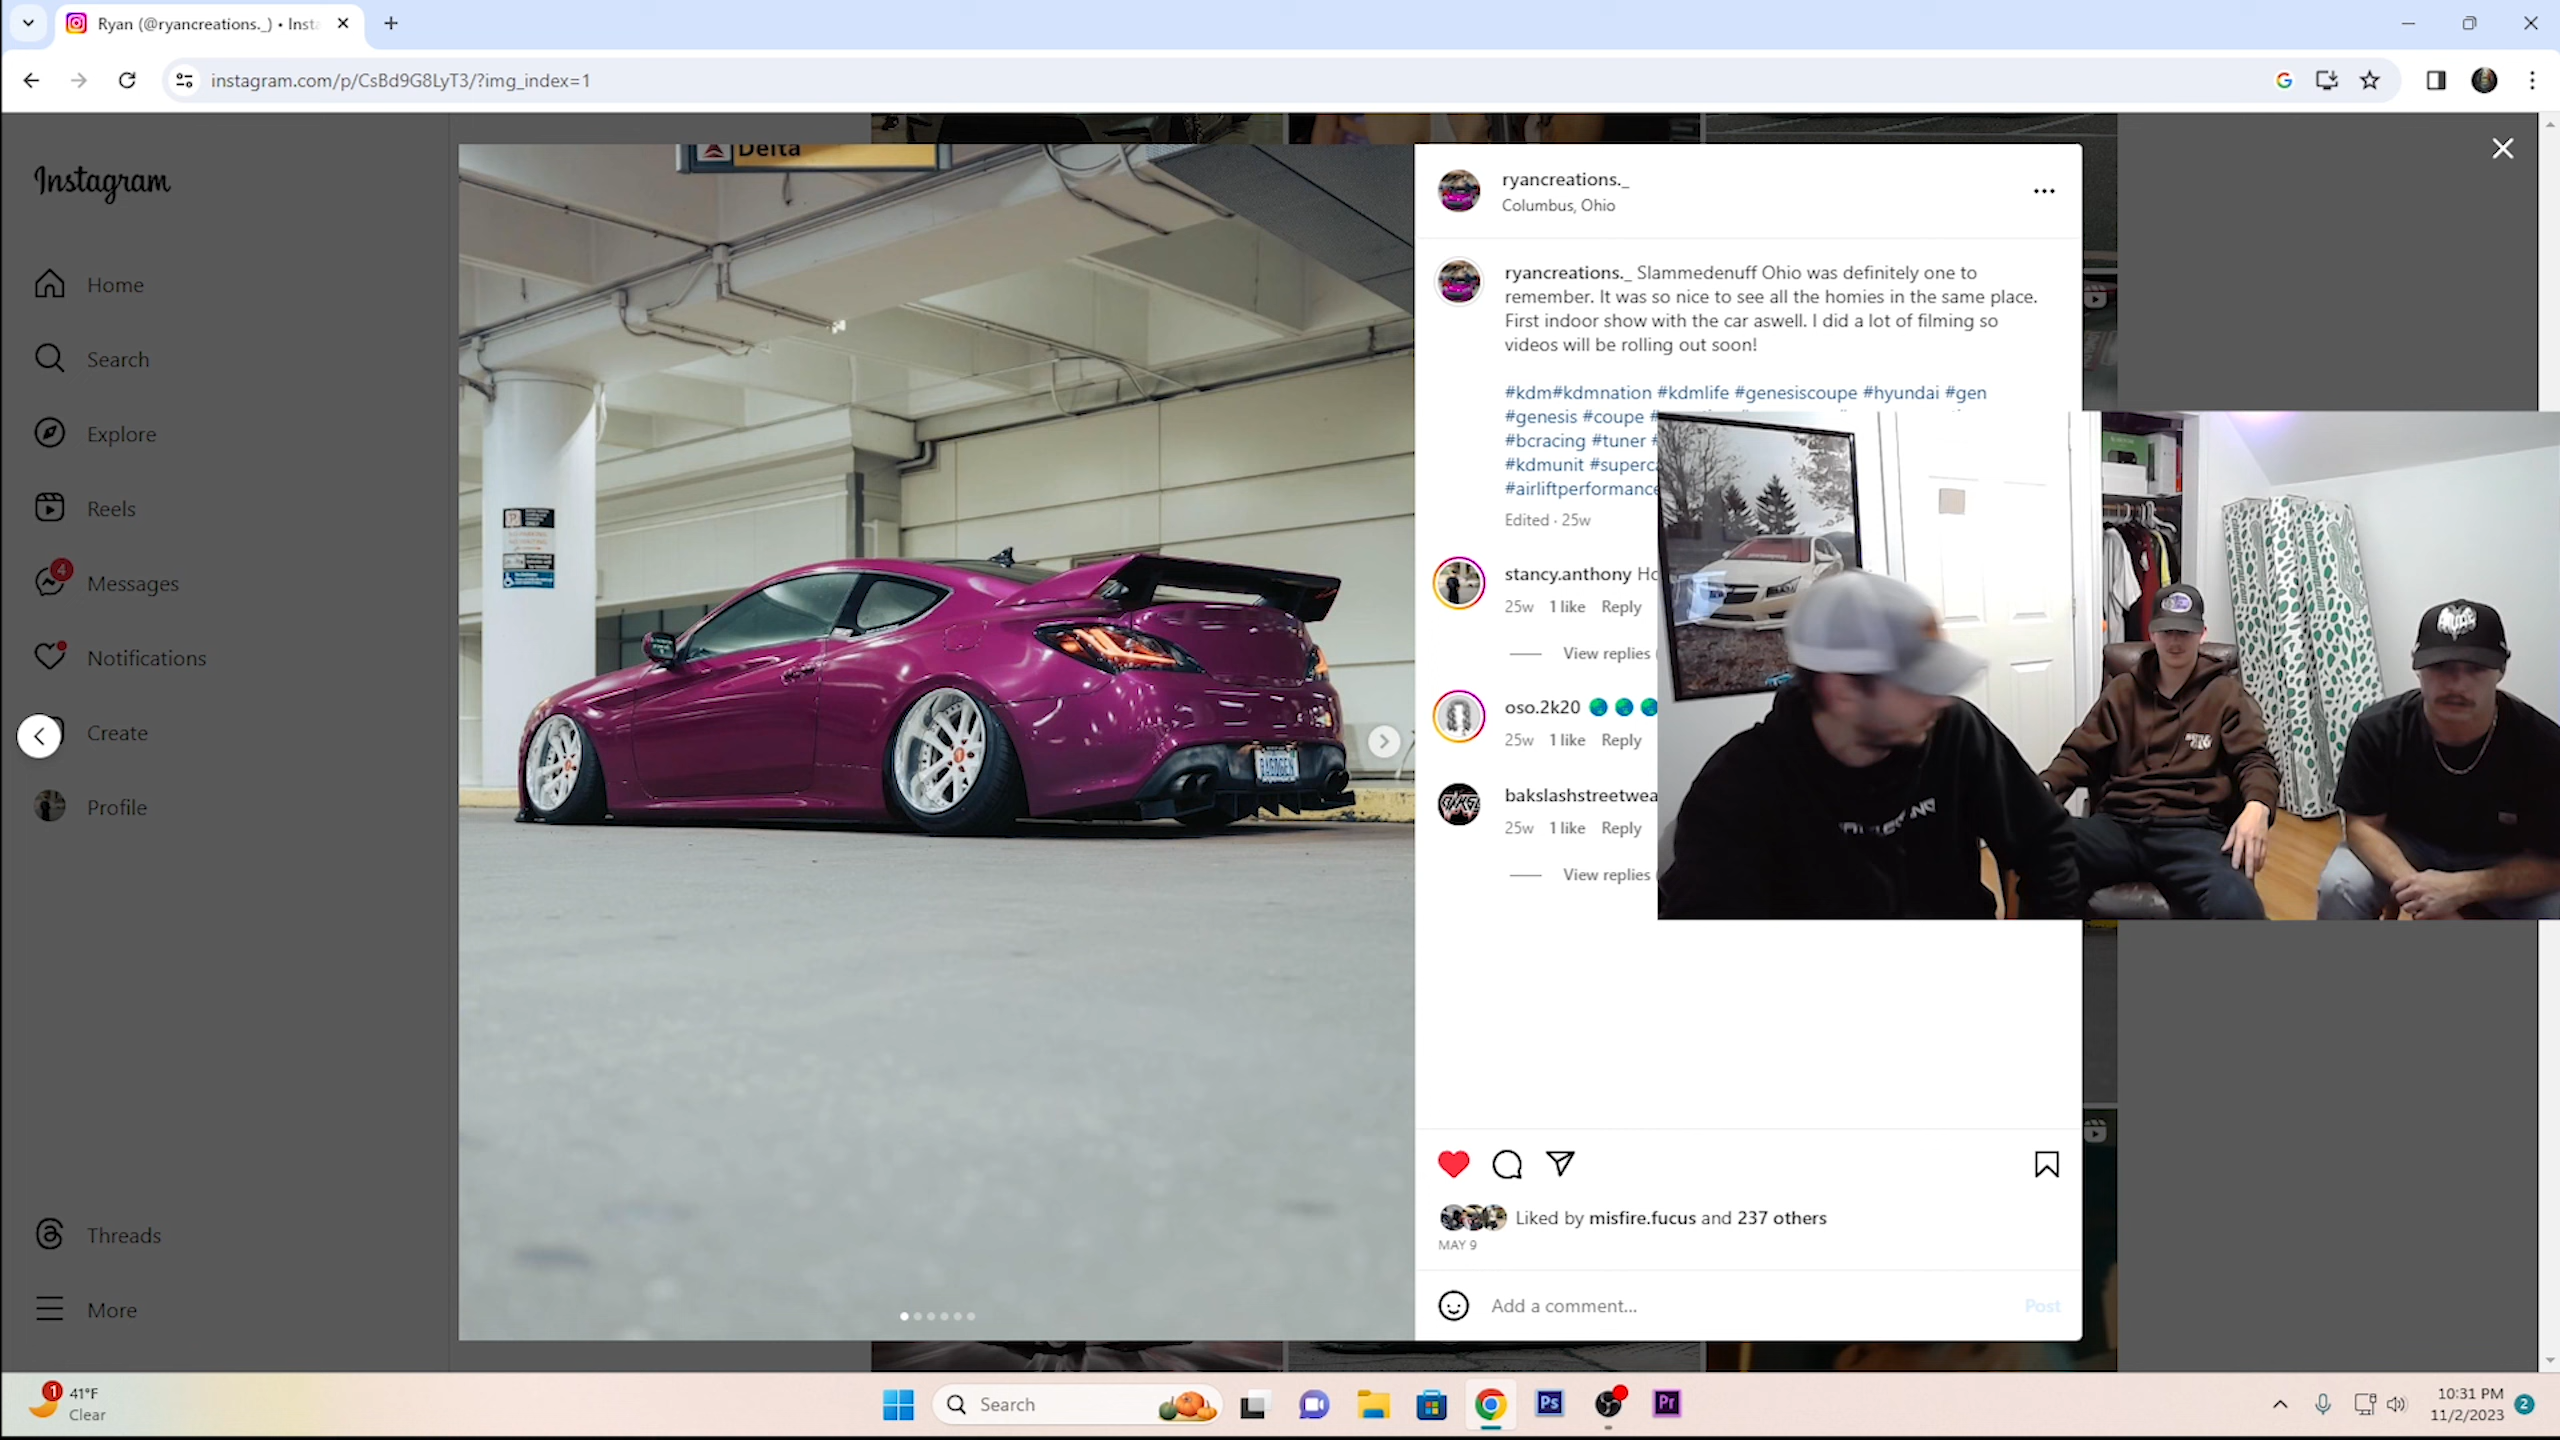 Ryan (@ryancreations._) • Insta
instagram.com/p/CsBd9G8LyT3/?img_index=1
Instagram
Home
Search
Explore
Reels
4
Messages
Notifications
Create
Profile
Threads
More
Delta
BAGDGEN
ryancreations._
Columbus, Ohio
ryancreations._ Slammedenuff Ohio was definitely one to
remember. It was so nice to see all the homies in the same place.
First indoor show with the car aswell. I did a lot of filming so
videos will be rolling out soon!
#kdm#kdmnation #kdmlife #genesiscoupe #hyundai #gen
#genesis #coupe
#bcracing #tuner
#kdmunit
#airliftperformance
Edited · 25w
stancy.anthony
25w 1 like Reply
View replies
oso.2k20
25w 1 like Reply
bakslashstreetwea
25w 1 like Reply
View replies
Liked by misfire.fucus and 237 others
MAY 9
Add a comment...
Post
1
41°F
Clear
Search
Ps
Pr
10:31 PM
11/2/2023
2